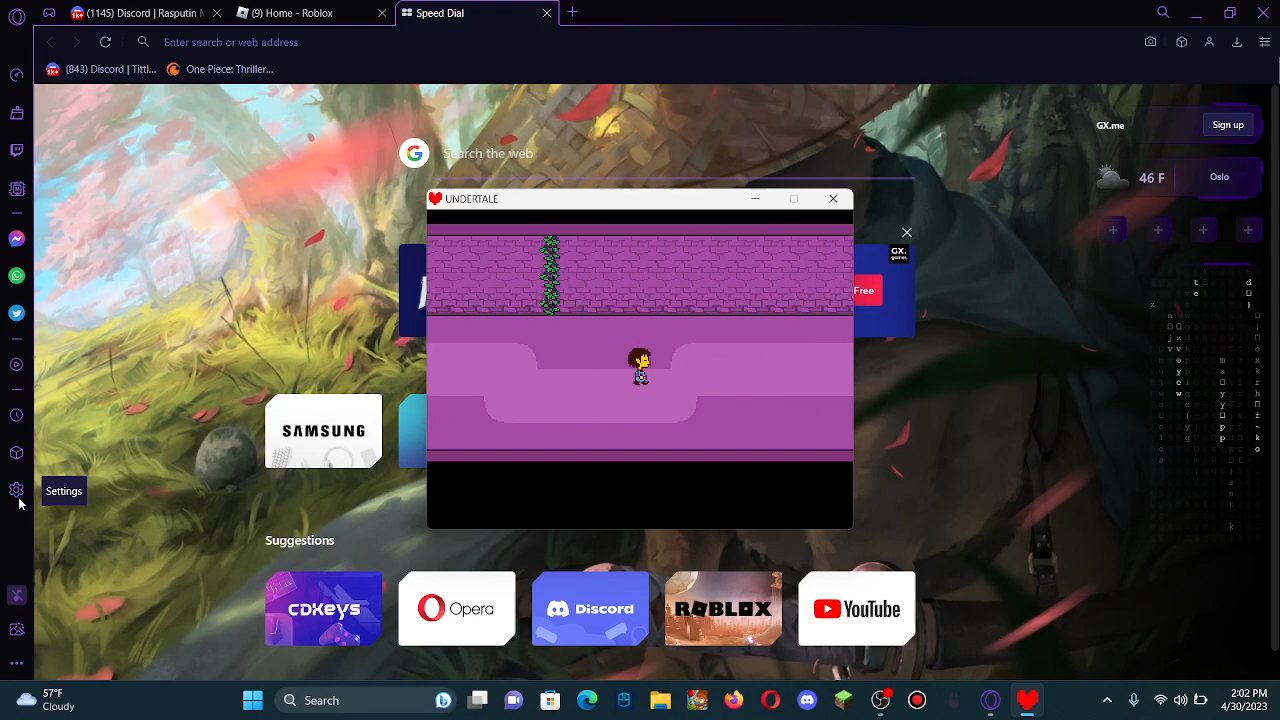 (1145) Discord | Rasputin M
(9) Home - Roblox
Speed Dial
Enter search or web address
(843) Discord | Tittl...
One Piece: Thriller...
GX.me
Sign up
Search the web
46 F
Oslo
UNDERTALE
GX.
games
Free
SAMSUNG
Settings
Suggestions
CDKEYS
Opera
Discord
ROBLOX
YouTube
57°F
Cloudy
Search
2:02 PM
4/30/2023